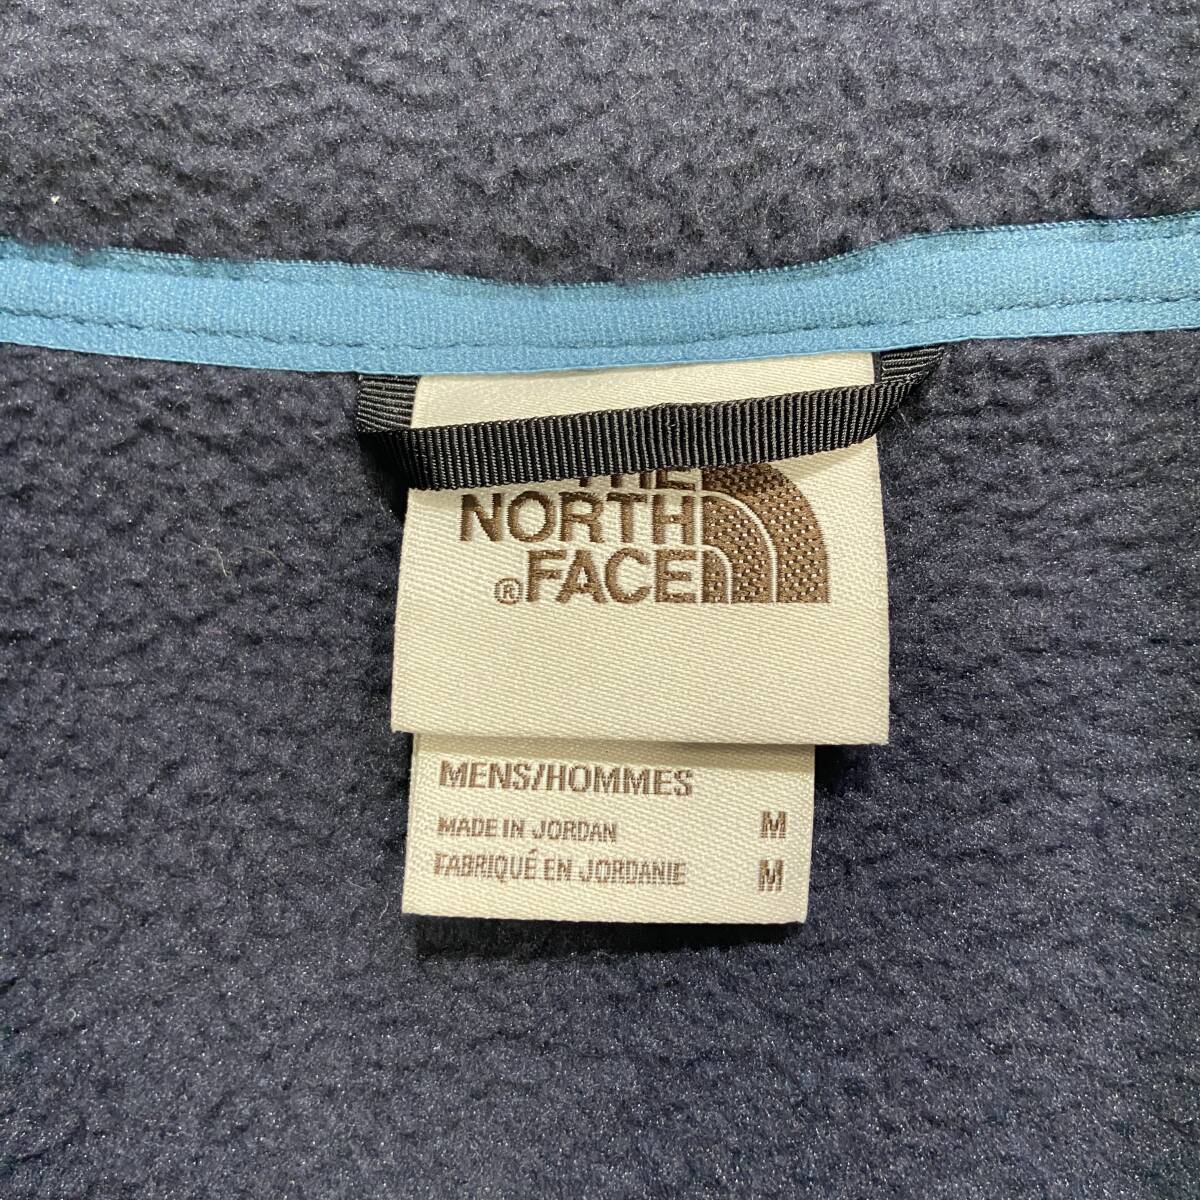 THE
NORTH
® FACE
MENS/HOMMES
MADE IN JORDAN M
FABRIQUÉ EN JORDANIE M